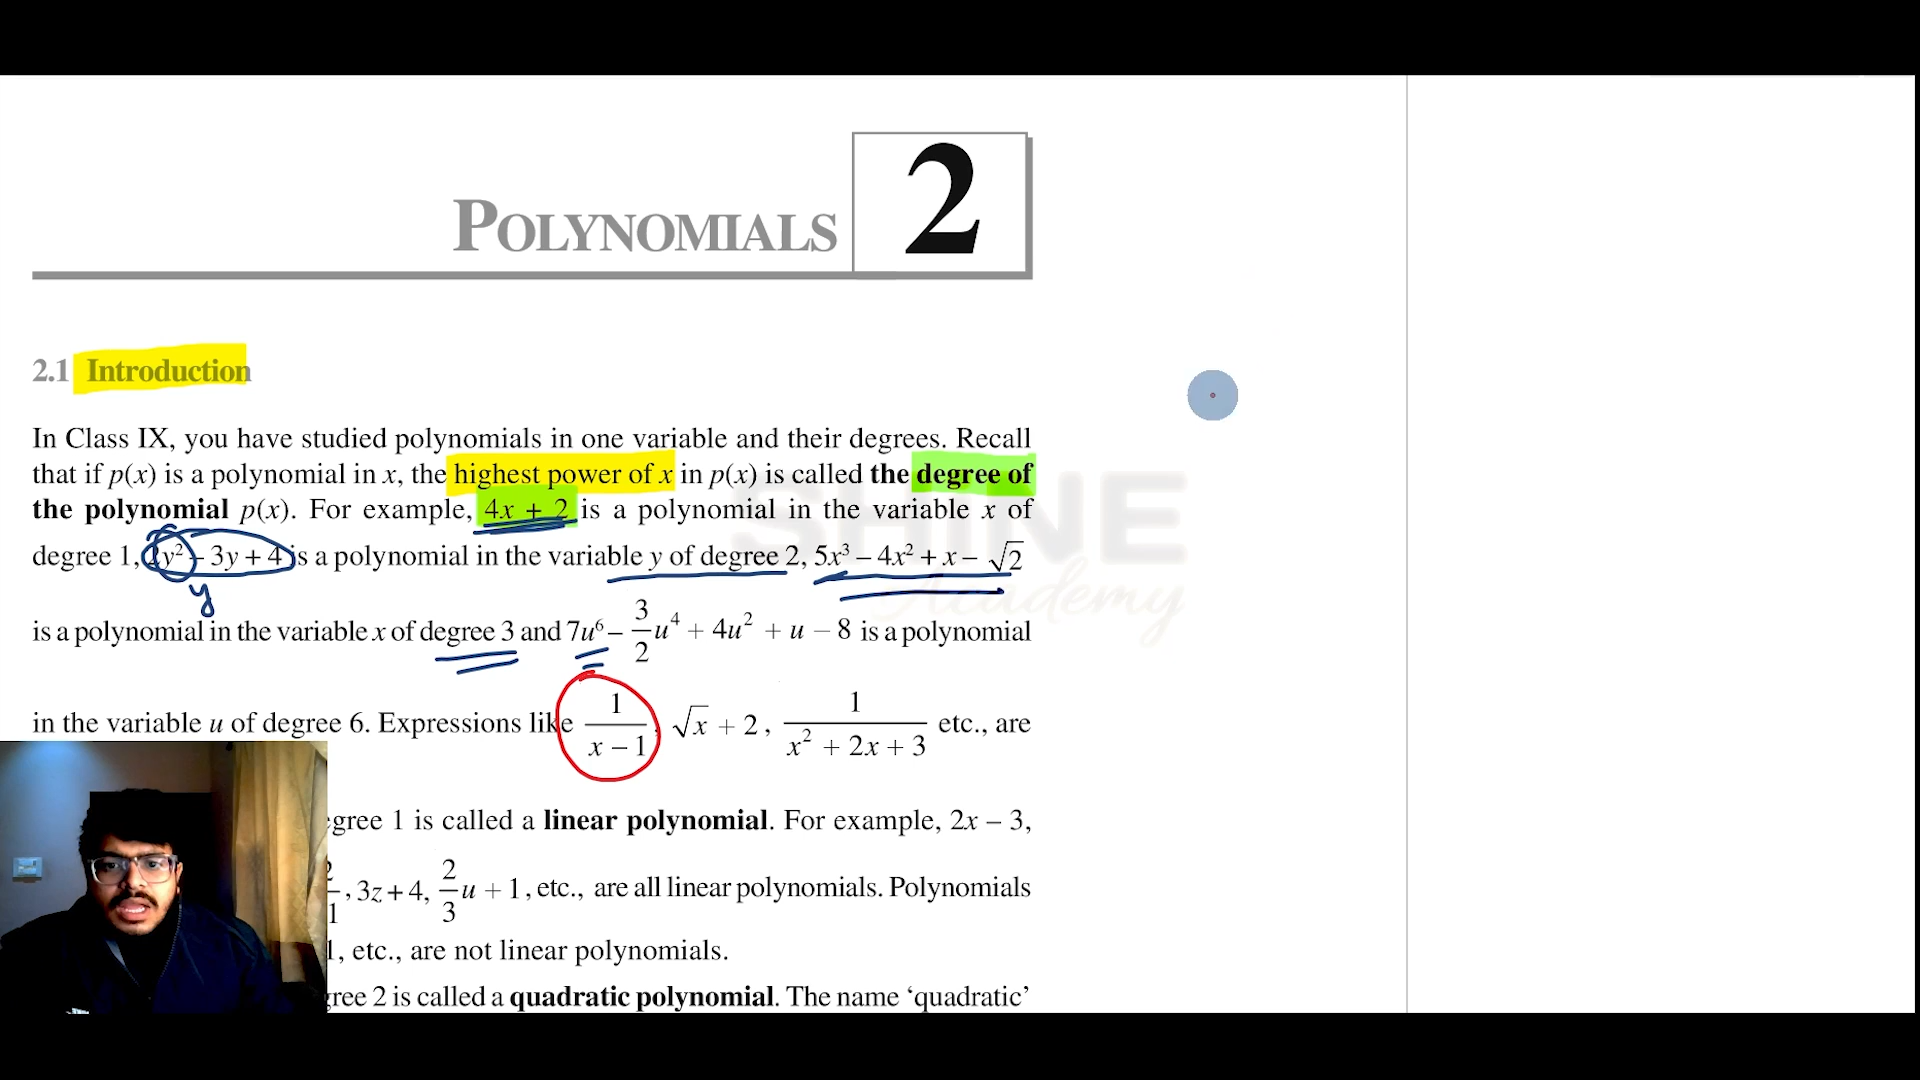 POLYNOMIALS 2
2.1 Introduction
In Class IX, you have studied polynomials in one variable and their degrees. Recall
that if p(x) is a polynomial in x, the highest power of x in p(x) is called the degree of
the polynomial p(x). For example, 4x + 2 is a polynomial in the variable x of
degree 1, 2y² – 3y + 4 is a polynomial in the variable y of degree 2, 5x³ – 4x² + x – √2
y
is a polynomial in the variable x of degree 3 and 7u⁶ – 3/2 u⁴ + 4u² + u – 8 is a polynomial
in the variable u of degree 6. Expressions like 1/(x – 1), √x + 2, 1/(x² + 2x + 3) etc., are
gree 1 is called a linear polynomial. For example, 2x – 3,
, 3z + 4, 2/3 u + 1, etc., are all linear polynomials. Polynomials
1, etc., are not linear polynomials.
gree 2 is called a quadratic polynomial. The name ‘quadratic’
SHINE
Academy